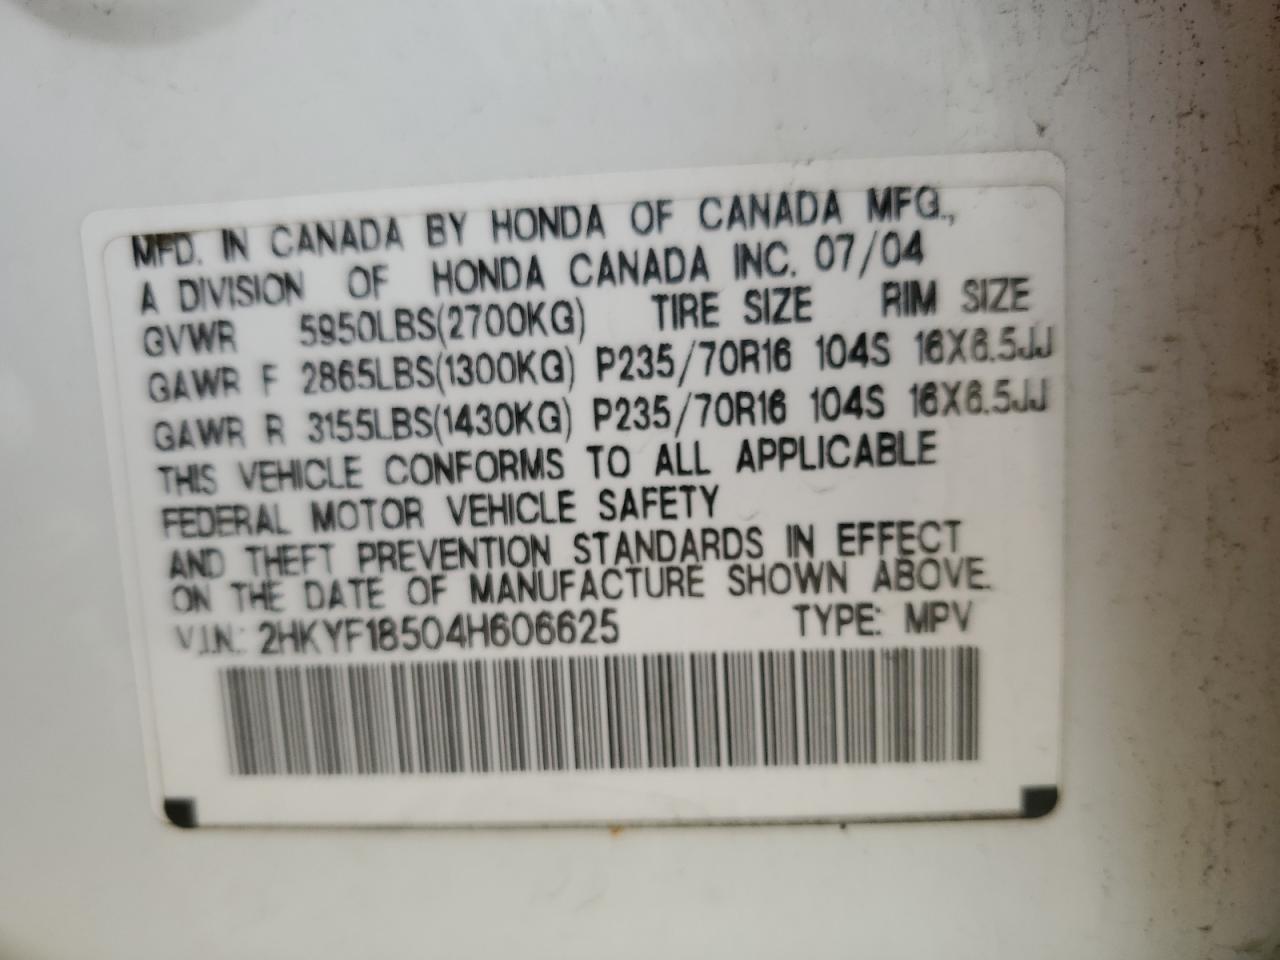 MFD. IN CANADA BY HONDA OF CANADA MFG.,
A DIVISION OF HONDA CANADA INC. 07/04
GVWR 5950LBS(2700KG) TIRE SIZE RIM SIZE
GAWR F 2865LBS(1300KG) P235/70R16 104S 16X6.5JJ
GAWR R 3155LBS(1430KG) P235/70R16 104S 16X6.5JJ
THIS VEHICLE CONFORMS TO ALL APPLICABLE
FEDERAL MOTOR VEHICLE SAFETY
AND THEFT PREVENTION STANDARDS IN EFFECT
ON THE DATE OF MANUFACTURE SHOWN ABOVE.
V.I.N.: 2HKYF18504H606625 TYPE: MPV